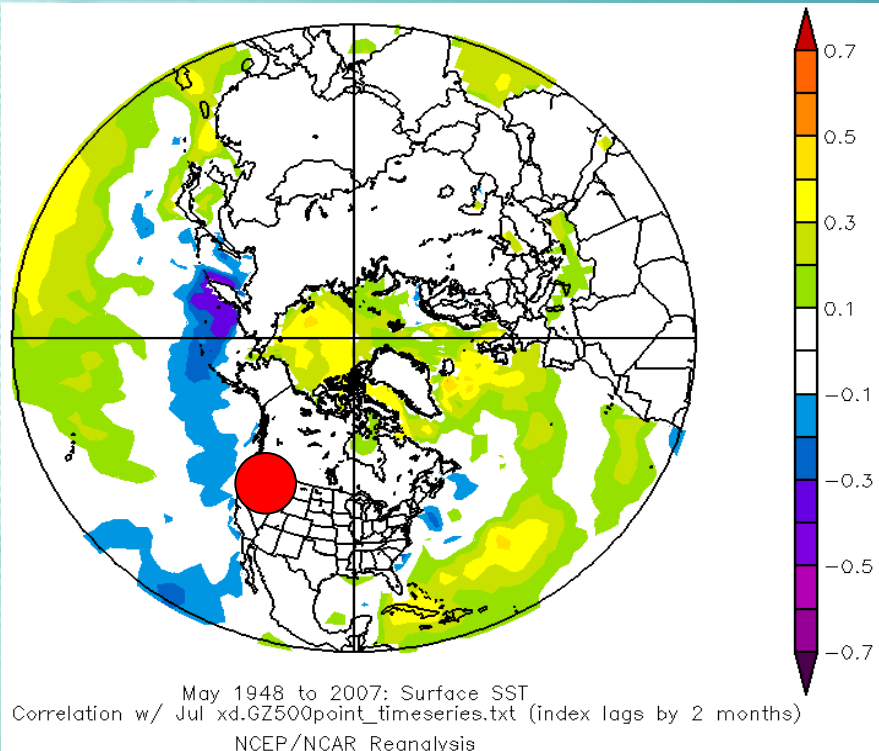 0.7
0.5
0.3
0.1
-0.1
-0.3
-0.5
-0.7
May 1948 to 2007: Surface SST
Correlation w/ Jul xd.GZ500point_timeseries.txt (index lags by 2 months)
NCEP/NCAR Reanalysis